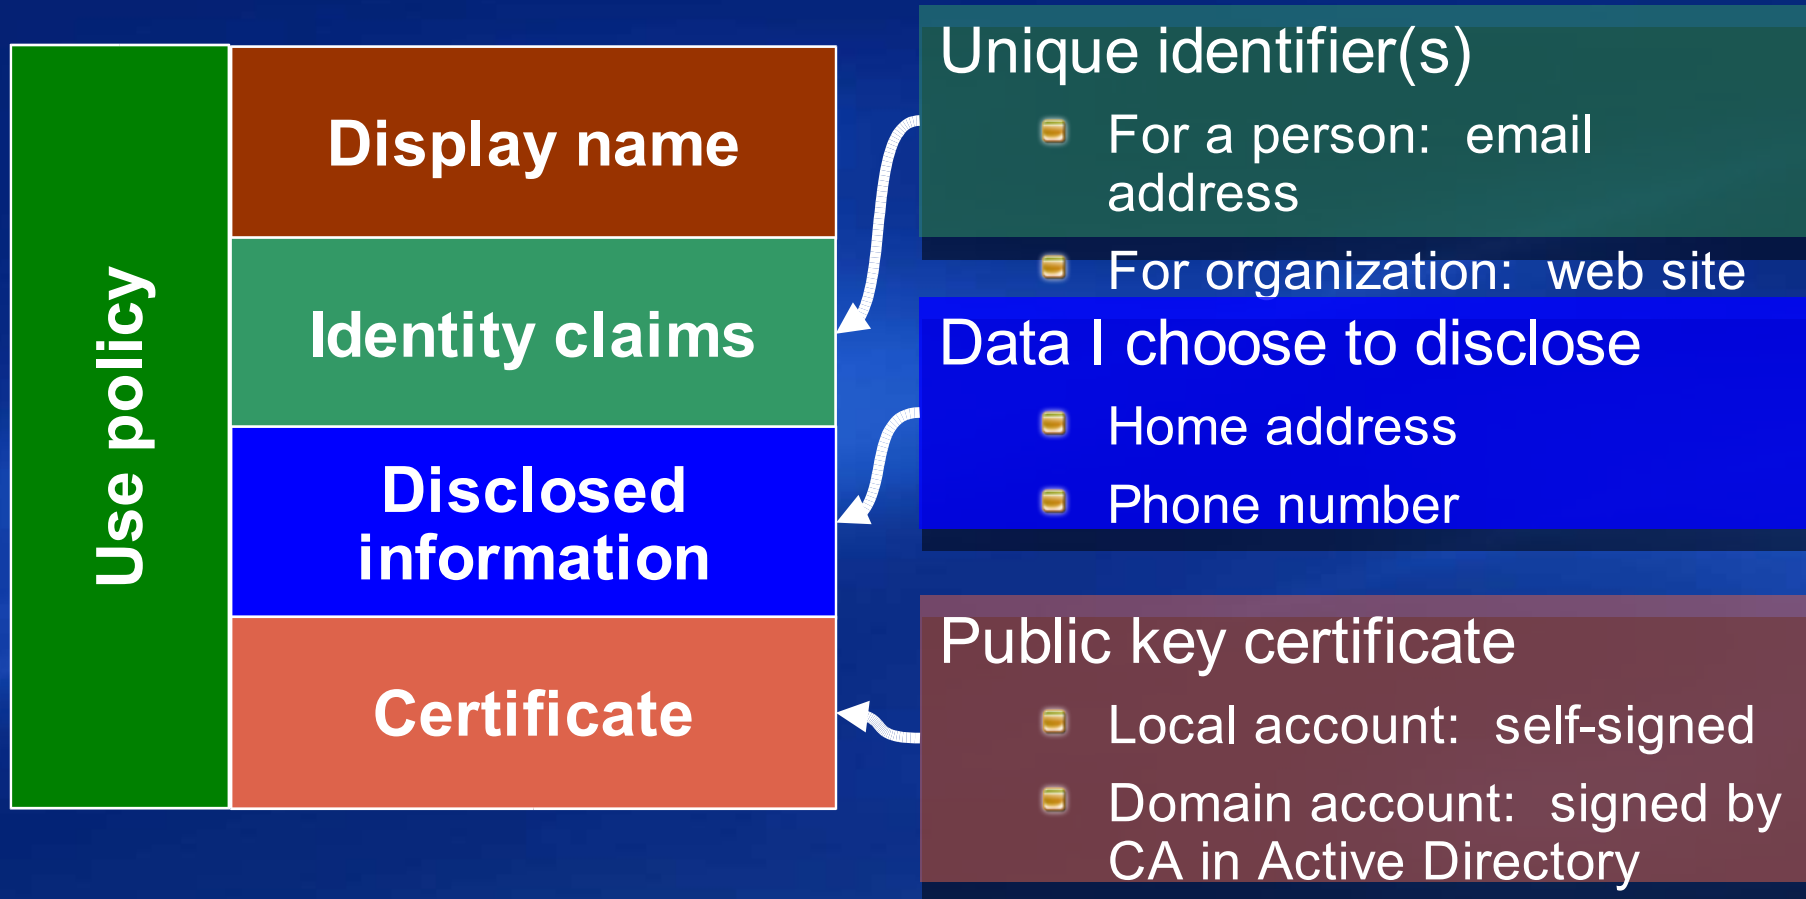 Use policy
Display name
Identity claims
Disclosed
information
Certificate
Unique identifier(s)
For a person:  email
address
For organization:  web site
Data I choose to disclose
Home address
Phone number
Public key certificate
Local account:  self-signed
Domain account:  signed by
CA in Active Directory